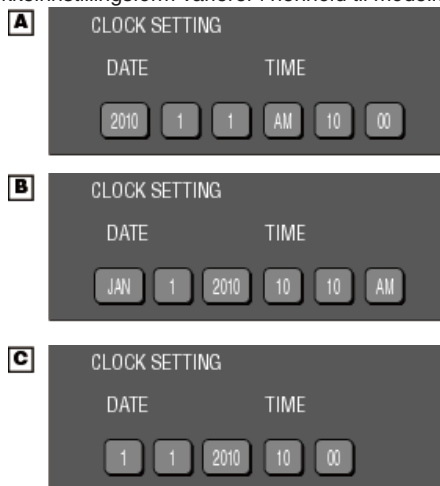 A
CLOCK SETTING
DATE TIME
2010 1 1 AM 10 00
B
CLOCK SETTING
DATE TIME
JAN 1 2010 10 10 AM
C
CLOCK SETTING
DATE TIME
1 1 2010 10 00